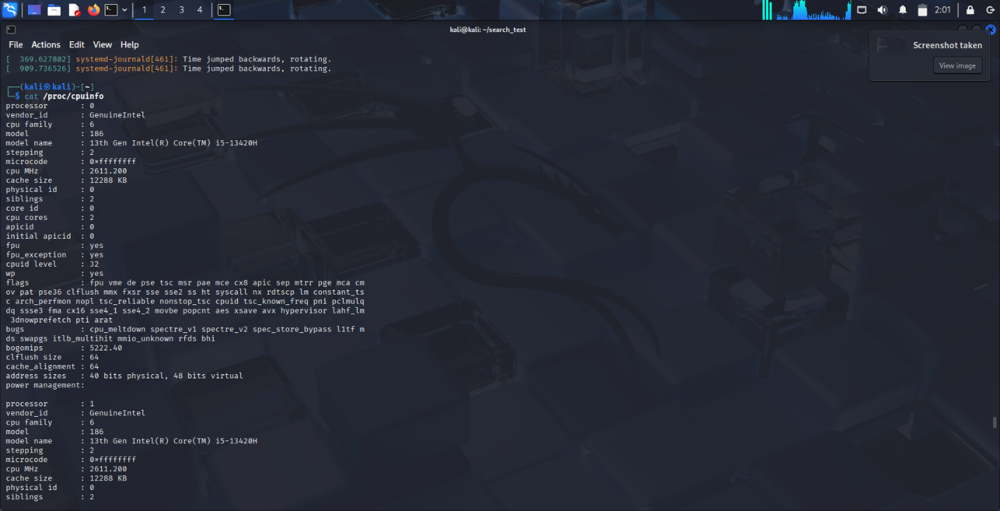 1 2 3 4 2:01
kali@kali: ~/search_test
File Actions Edit View Help
Screenshot taken
View image
[  369.627802] systemd-journald[461]: Time jumped backwards, rotating.
[  909.736526] systemd-journald[461]: Time jumped backwards, rotating.
┌──(kali㉿kali)-[~]
└─$ cat /proc/cpuinfo
processor       : 0
vendor_id       : GenuineIntel
cpu family      : 6
model           : 186
model name      : 13th Gen Intel(R) Core(TM) i5-13420H
stepping        : 2
microcode       : 0xffffffff
cpu MHz         : 2611.200
cache size      : 12288 KB
physical id     : 0
siblings        : 2
core id         : 0
cpu cores       : 2
apicid          : 0
initial apicid  : 0
fpu             : yes
fpu_exception   : yes
cpuid level     : 32
wp              : yes
flags           : fpu vme de pse tsc msr pae mce cx8 apic sep mtrr pge mca cm
ov pat pse36 clflush mmx fxsr sse sse2 ss ht syscall nx rdtscp lm constant_ts
c arch_perfmon nopl tsc_reliable nonstop_tsc cpuid tsc_known_freq pni pclmulq
dq ssse3 fma cx16 sse4_1 sse4_2 movbe popcnt aes xsave avx hypervisor lahf_lm
 3dnowprefetch pti arat
bugs            : cpu_meltdown spectre_v1 spectre_v2 spec_store_bypass l1tf m
ds swapgs itlb_multihit mmio_unknown rfds bhi
bogomips        : 5222.40
clflush size    : 64
cache_alignment : 64
address sizes   : 40 bits physical, 48 bits virtual
power management:
processor       : 1
vendor_id       : GenuineIntel
cpu family      : 6
model           : 186
model name      : 13th Gen Intel(R) Core(TM) i5-13420H
stepping        : 2
microcode       : 0xffffffff
cpu MHz         : 2611.200
cache size      : 12288 KB
physical id     : 0
siblings        : 2